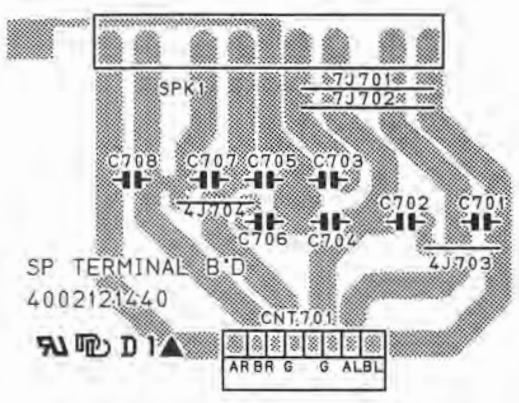 SPK1
7J701
7J702
C708 C707 C705 C703
4J704
C706 C704 C702 C701
4J703
SP TERMINAL B'D
4002121440
CNT701
D 1
AR BR G G AL BL